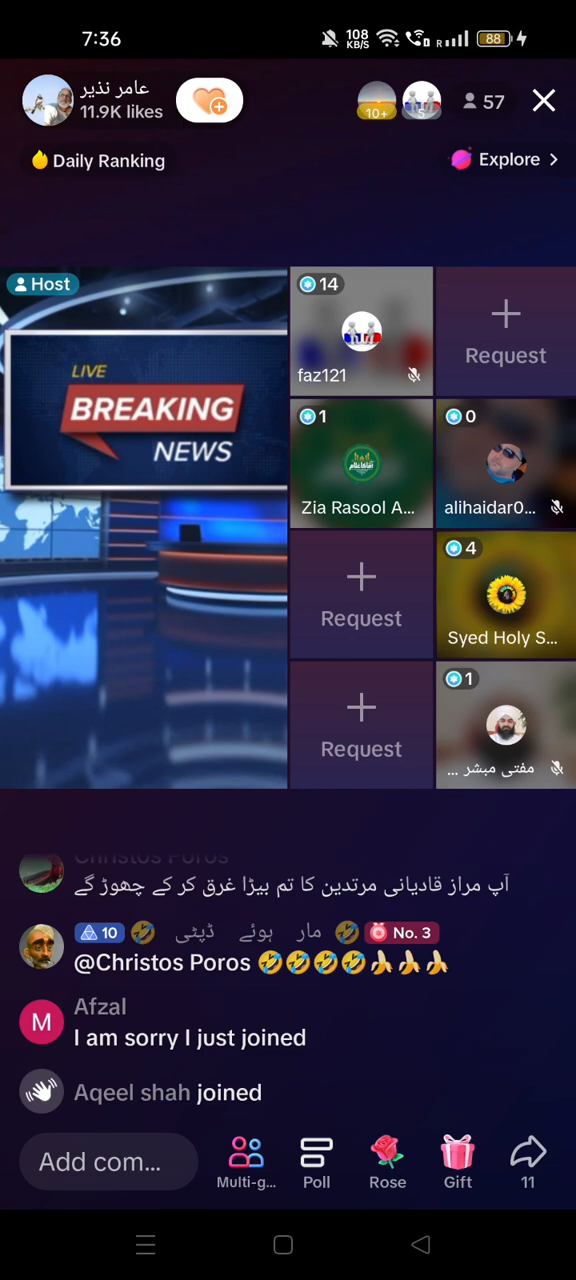 7:36
108
KB/S
R
88
عامر نذیر
11.9K likes
10+
5
57
Daily Ranking
Explore >
Host
14
faz121
Request
LIVE
BREAKING
NEWS
1
Zia Rasool A...
0
alihaidar0...
Request
4
Syed Holy S...
Request
1
مفتی مبشر ...
Christos Poros
آپ مراز قادیانی مرتدین کا تم بیڑا غرق کر کے چھوڑ گے
10 🤣 مار ہوئے ڈپٹی 🤣 No. 3
@Christos Poros 🤣🤣🤣🤣🍌🍌🍌
M
Afzal
I am sorry I just joined
Aqeel shah joined
Add com...
Multi-g...
Poll
Rose
Gift
11